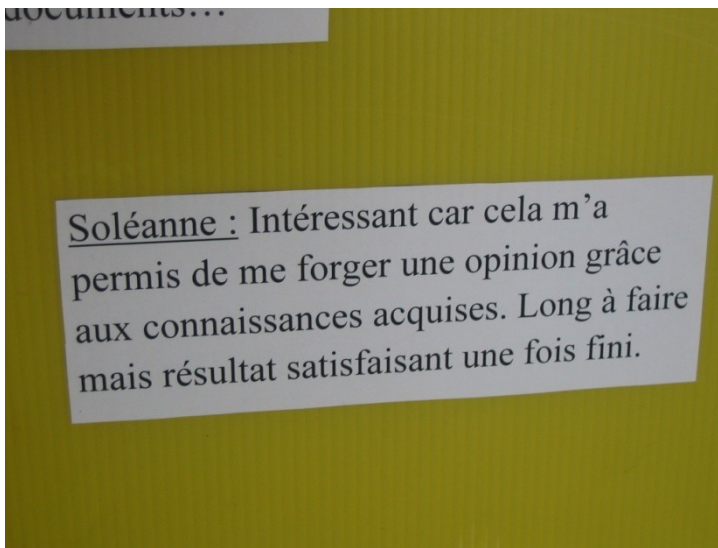 documents...
Soléanne : Intéressant car cela m'a
permis de me forger une opinion grâce
aux connaissances acquises. Long à faire
mais résultat satisfaisant une fois fini.